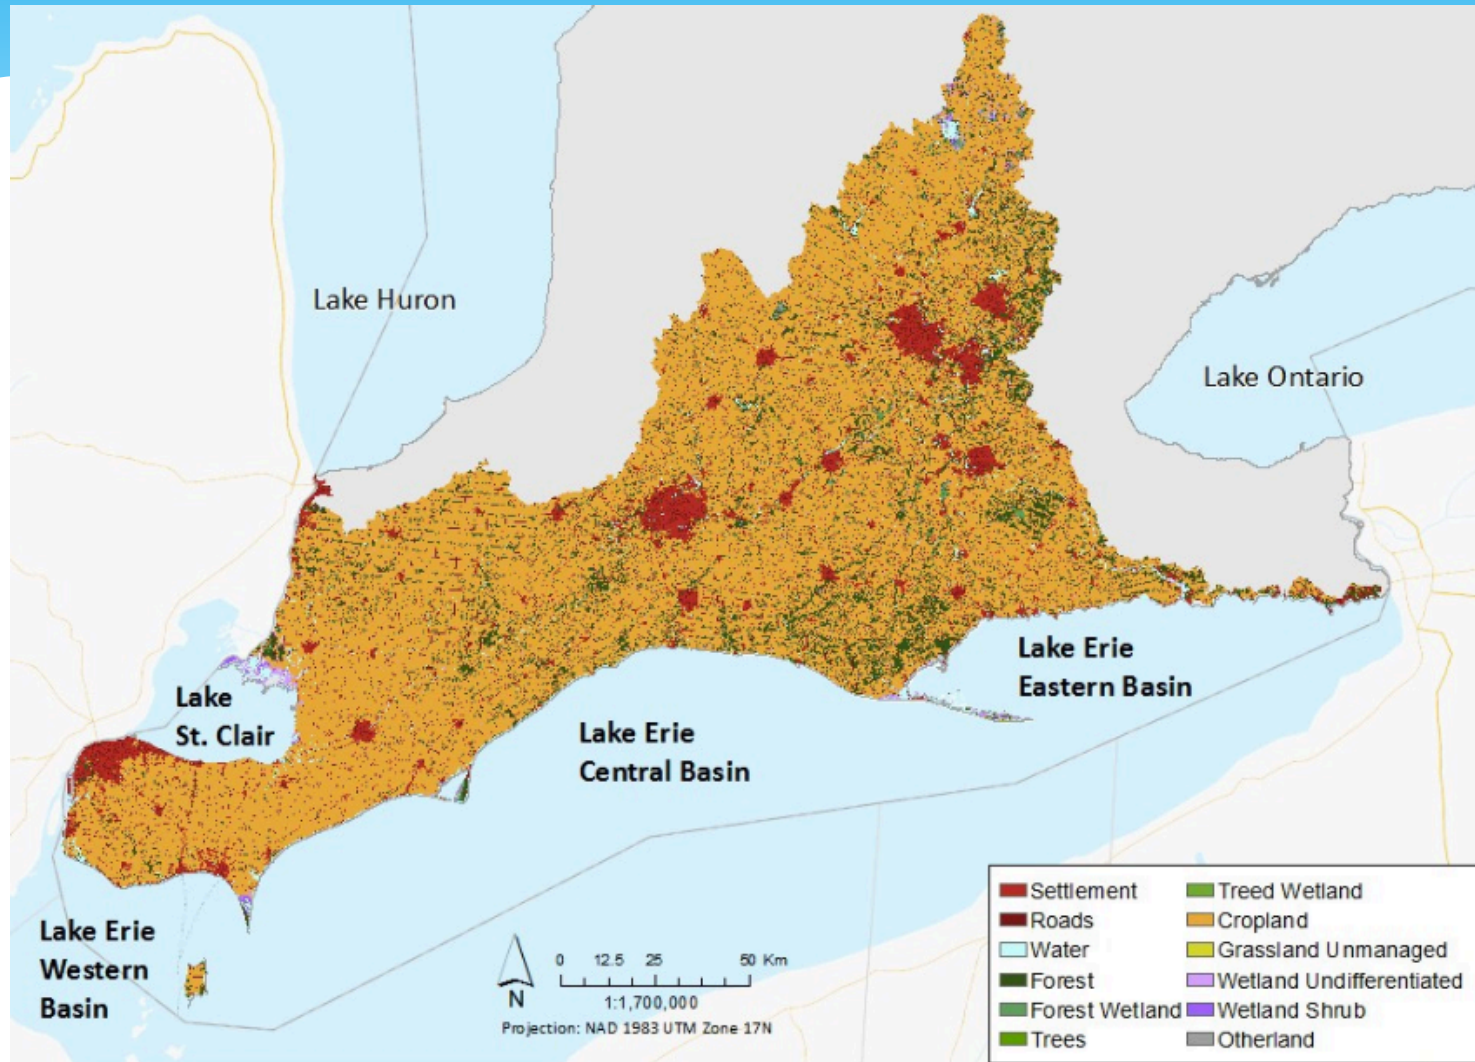 Lake Huron
Lake Ontario
Lake Erie
Eastern Basin
Lake
St. Clair
Lake Erie
Central Basin
Lake Erie
Western
Basin
N
0 12.5 25 50 Km
1:1,700,000
Projection: NAD 1983 UTM Zone 17N
Settlement
Roads
Water
Forest
Forest Wetland
Trees
Treed Wetland
Cropland
Grassland Unmanaged
Wetland Undifferentiated
Wetland Shrub
Otherland